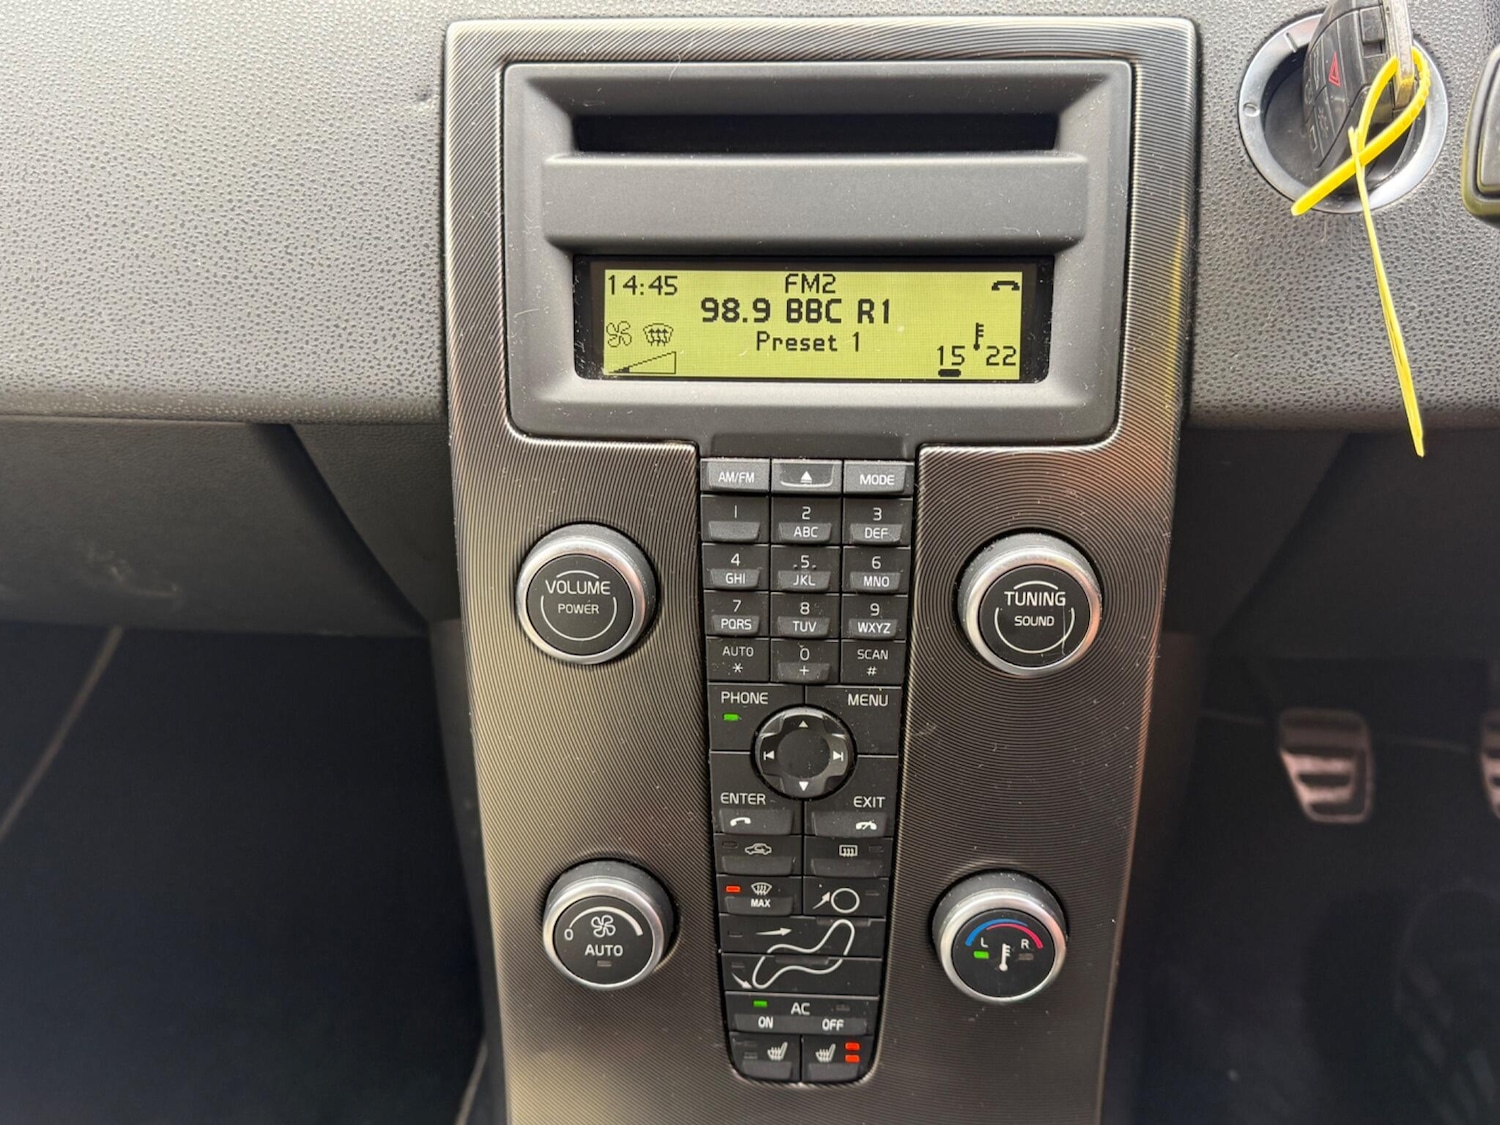 14:45 FM2
98.9 BBC R1
Preset 1
15 22
AM/FM MODE
1 2 3
ABC DEF
4 5 6
GHI JKL MNO
7 8 9
PQRS TUV WXYZ
AUTO 0 SCAN
* + #
VOLUME
POWER
TUNING
SOUND
PHONE MENU
ENTER EXIT
MAX
0
AUTO
L R
AC
ON OFF